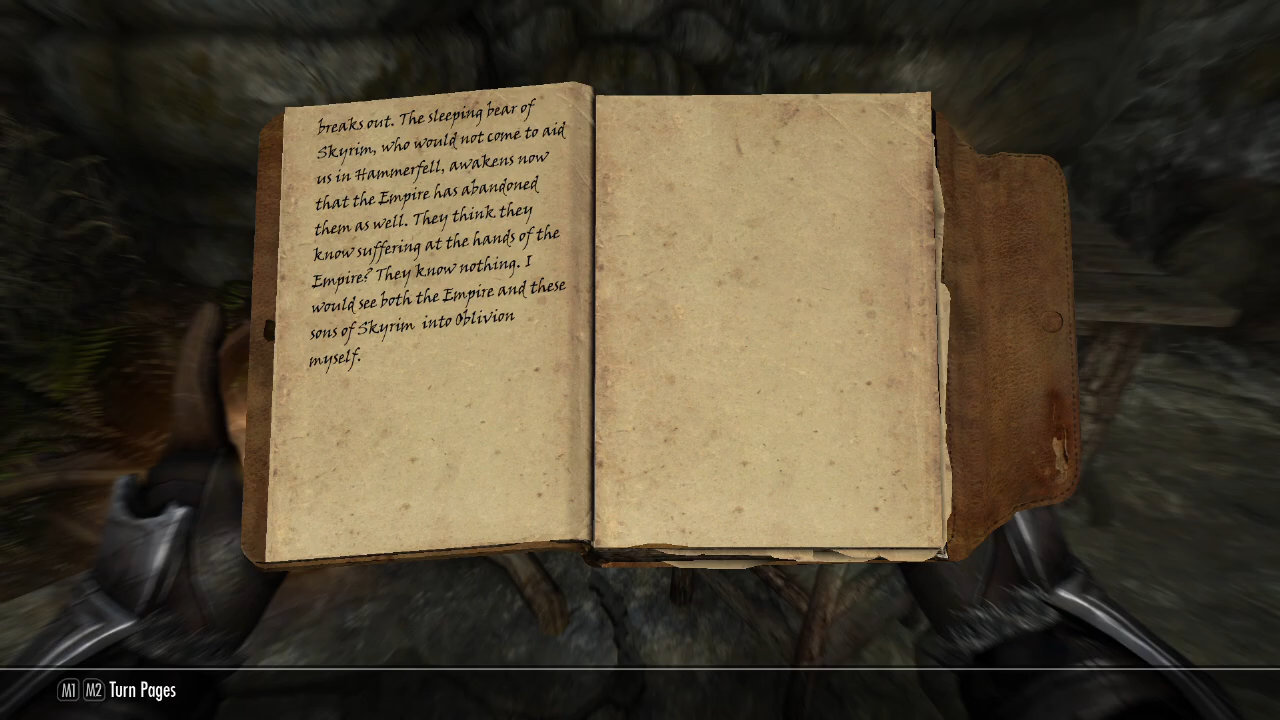 breaks out. The sleeping bear of
Skyrim, who would not come to aid
us in Hammerfell, awakens now
that the Empire has abandoned
them as well. They think they
know suffering at the hands of the
Empire? They know nothing. I
would see both the Empire and these
sons of Skyrim into Oblivion
myself.
M1 M2 Turn Pages